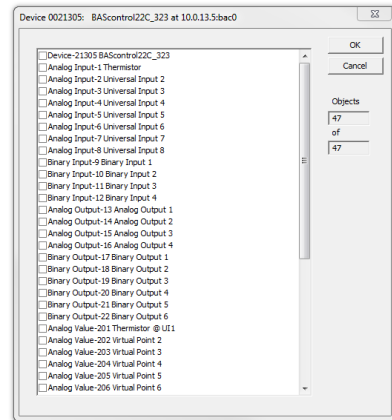 Device 0021305: BAScontrol22C_323 at 10.0.13.5:bac0
Device-21305 BAScontrol22C_323
Analog Input-1 Thermistor
Analog Input-2 Universal Input 2
Analog Input-3 Universal Input 3
Analog Input-4 Universal Input 4
Analog Input-5 Universal Input 5
Analog Input-6 Universal Input 6
Analog Input-7 Universal Input 7
Analog Input-8 Universal Input 8
Binary Input-9 Binary Input 1
Binary Input-10 Binary Input 2
Binary Input-11 Binary Input 3
Binary Input-12 Binary Input 4
Analog Output-13 Analog Output 1
Analog Output-14 Analog Output 2
Analog Output-15 Analog Output 3
Analog Output-16 Analog Output 4
Binary Output-17 Binary Output 1
Binary Output-18 Binary Output 2
Binary Output-19 Binary Output 3
Binary Output-20 Binary Output 4
Binary Output-21 Binary Output 5
Binary Output-22 Binary Output 6
Analog Value-201 Thermistor @ UI1
Analog Value-202 Virtual Point 2
Analog Value-203 Virtual Point 3
Analog Value-204 Virtual Point 4
Analog Value-205 Virtual Point 5
Analog Value-206 Virtual Point 6
OK
Cancel
Objects
47
of
47